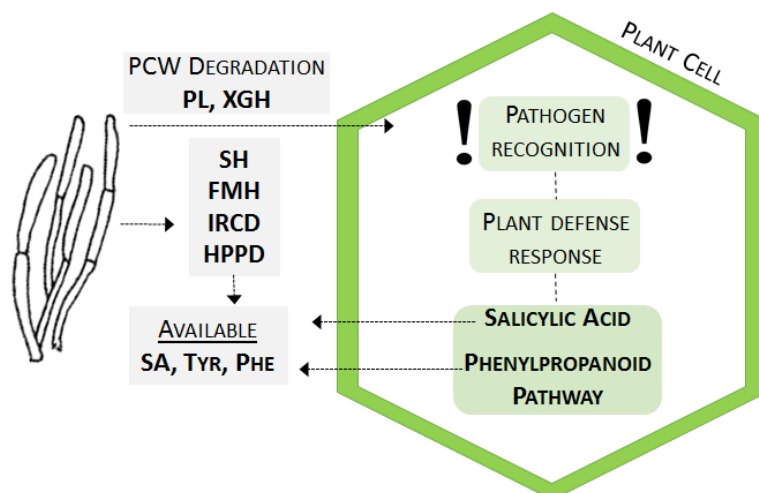 PCW DEGRADATION
PL, XGH
SH
FMH
IRCD
HPPD
AVAILABLE
SA, TYR, PHE
PLANT CELL
! PATHOGEN !
RECOGNITION
PLANT DEFENSE
RESPONSE
SALICYLIC ACID
PHENYLPROPANOID
PATHWAY